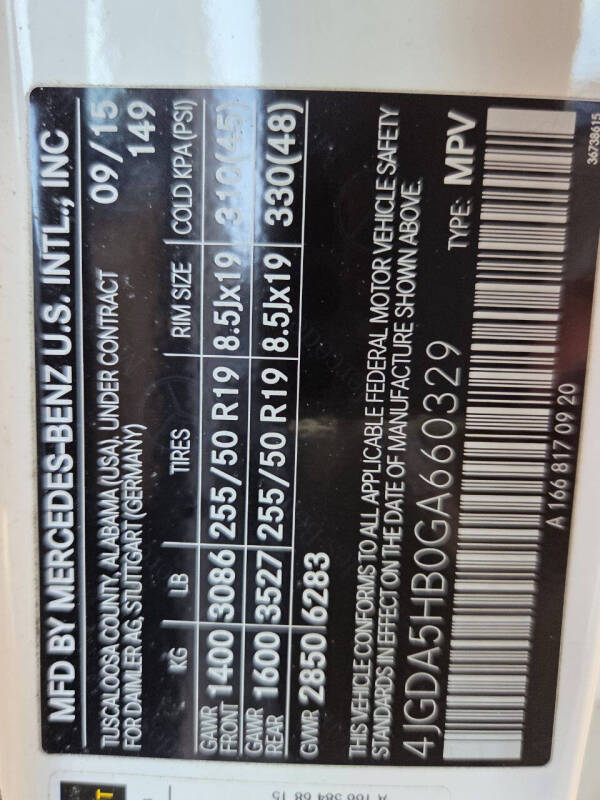 MFD BY MERCEDES-BENZ U.S. INTL., INC
TUSCALOOSA COUNTY, ALABAMA (USA), UNDER CONTRACT 09/15
FOR DAIMLER AG, STUTTGART (GERMANY) 149
KG LB TIRES RIM SIZE COLD KPA (PSI)
GAWR FRONT 1400 3086 255/50 R19 8.5Jx19 310(45)
GAWR REAR 1600 3527 255/50 R19 8.5Jx19 330(48)
GVWR 2850 6283
THIS VEHICLE CONFORMS TO ALL APPLICABLE FEDERAL MOTOR VEHICLE SAFETY
STANDARDS IN EFFECT ON THE DATE OF MANUFACTURE SHOWN ABOVE.
4JGDA5HB0GA660329 TYPE: MPV
A 166 817 09 20
36738615
A 166 584 68 15